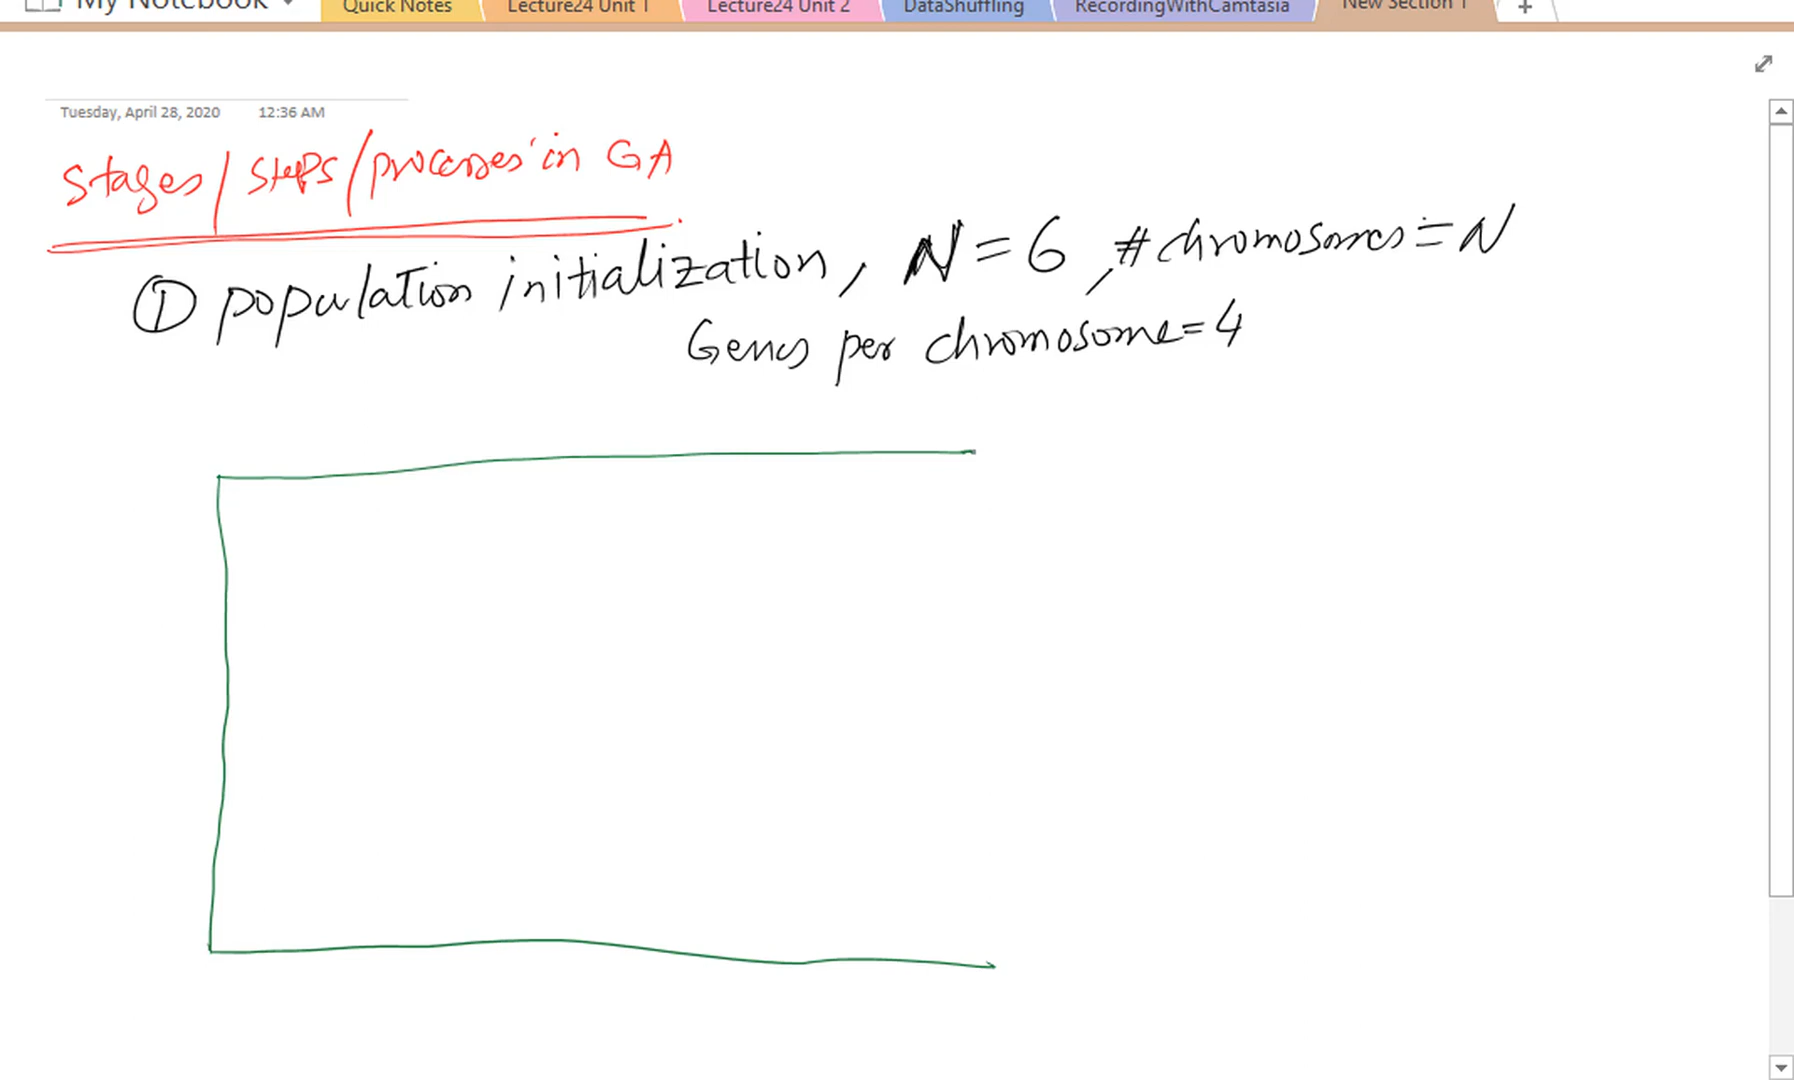 My Notebook
Quick Notes
Lecture24 Unit 1
Lecture24 Unit 2
DataShuffling
RecordingWithCamtasia
New Section 1
+
Tuesday, April 28, 2020 12:36 AM
Stages/ Steps/processes in GA
① population initialization, N = 6, # chromosomes = N
Genes per chromosome = 4